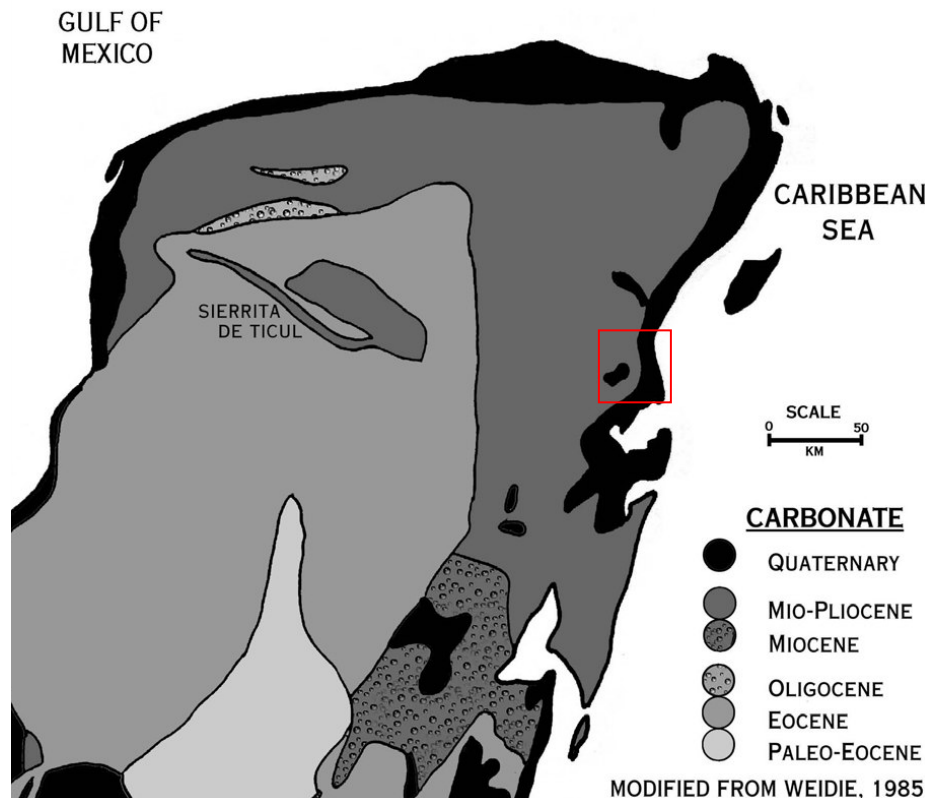 GULF OF
MEXICO
CARIBBEAN
SEA
SIERRITA
DE TICUL
SCALE
0 50
KM
CARBONATE
QUATERNARY
MIO-PLIOCENE
MIOCENE
OLIGOCENE
EOCENE
PALEO-EOCENE
MODIFIED FROM WEIDIE, 1985